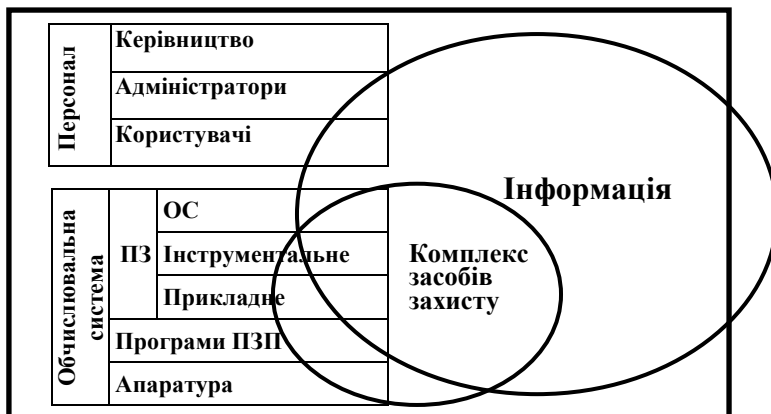 Персонал
Керівництво
Адміністратори
Користувачі
Обчислювальна
система
ПЗ
ОС
Інструментальне
Прикладне
Програми ПЗП
Апаратура
Інформація
Комплекс
засобів
захисту